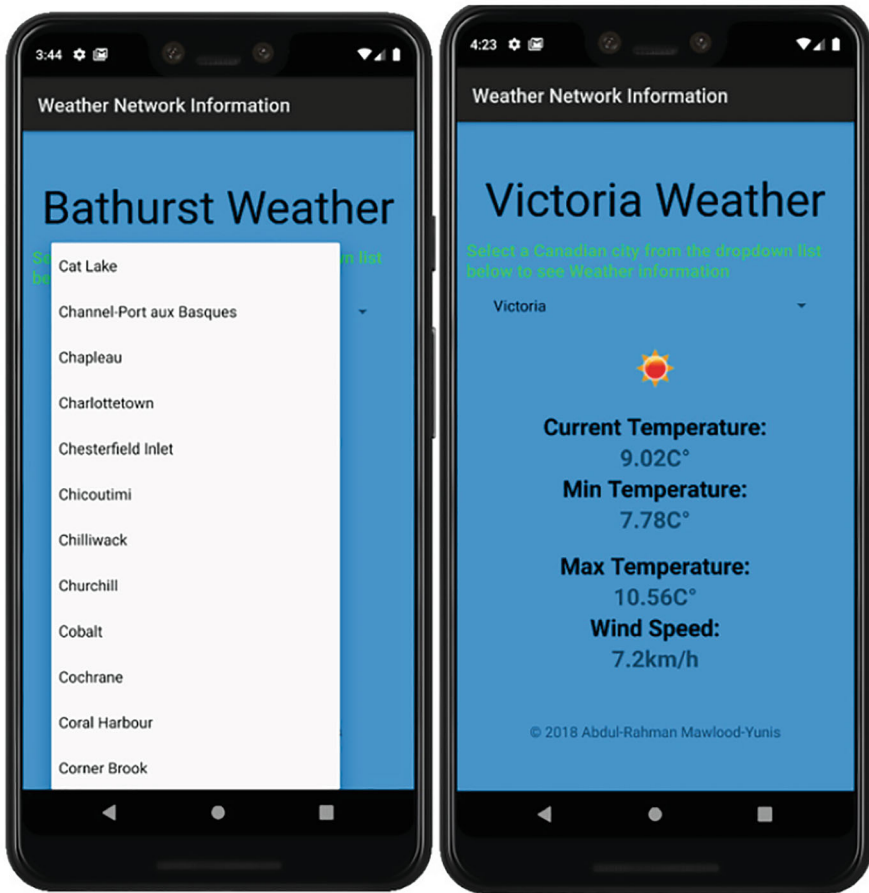 3:44
Weather Network Information
Bathurst Weather
Se
n list
be
Cat Lake
Channel-Port aux Basques
Chapleau
Charlottetown
Chesterfield Inlet
Chicoutimi
Chilliwack
Churchill
Cobalt
Cochrane
Coral Harbour
Corner Brook
4:23
Weather Network Information
Victoria Weather
Select a Canadian city from the dropdown list
below to see Weather information
Victoria
Current Temperature:
9.02C°
Min Temperature:
7.78C°
Max Temperature:
10.56C°
Wind Speed:
7.2km/h
© 2018 Abdul-Rahman Mawlood-Yunis